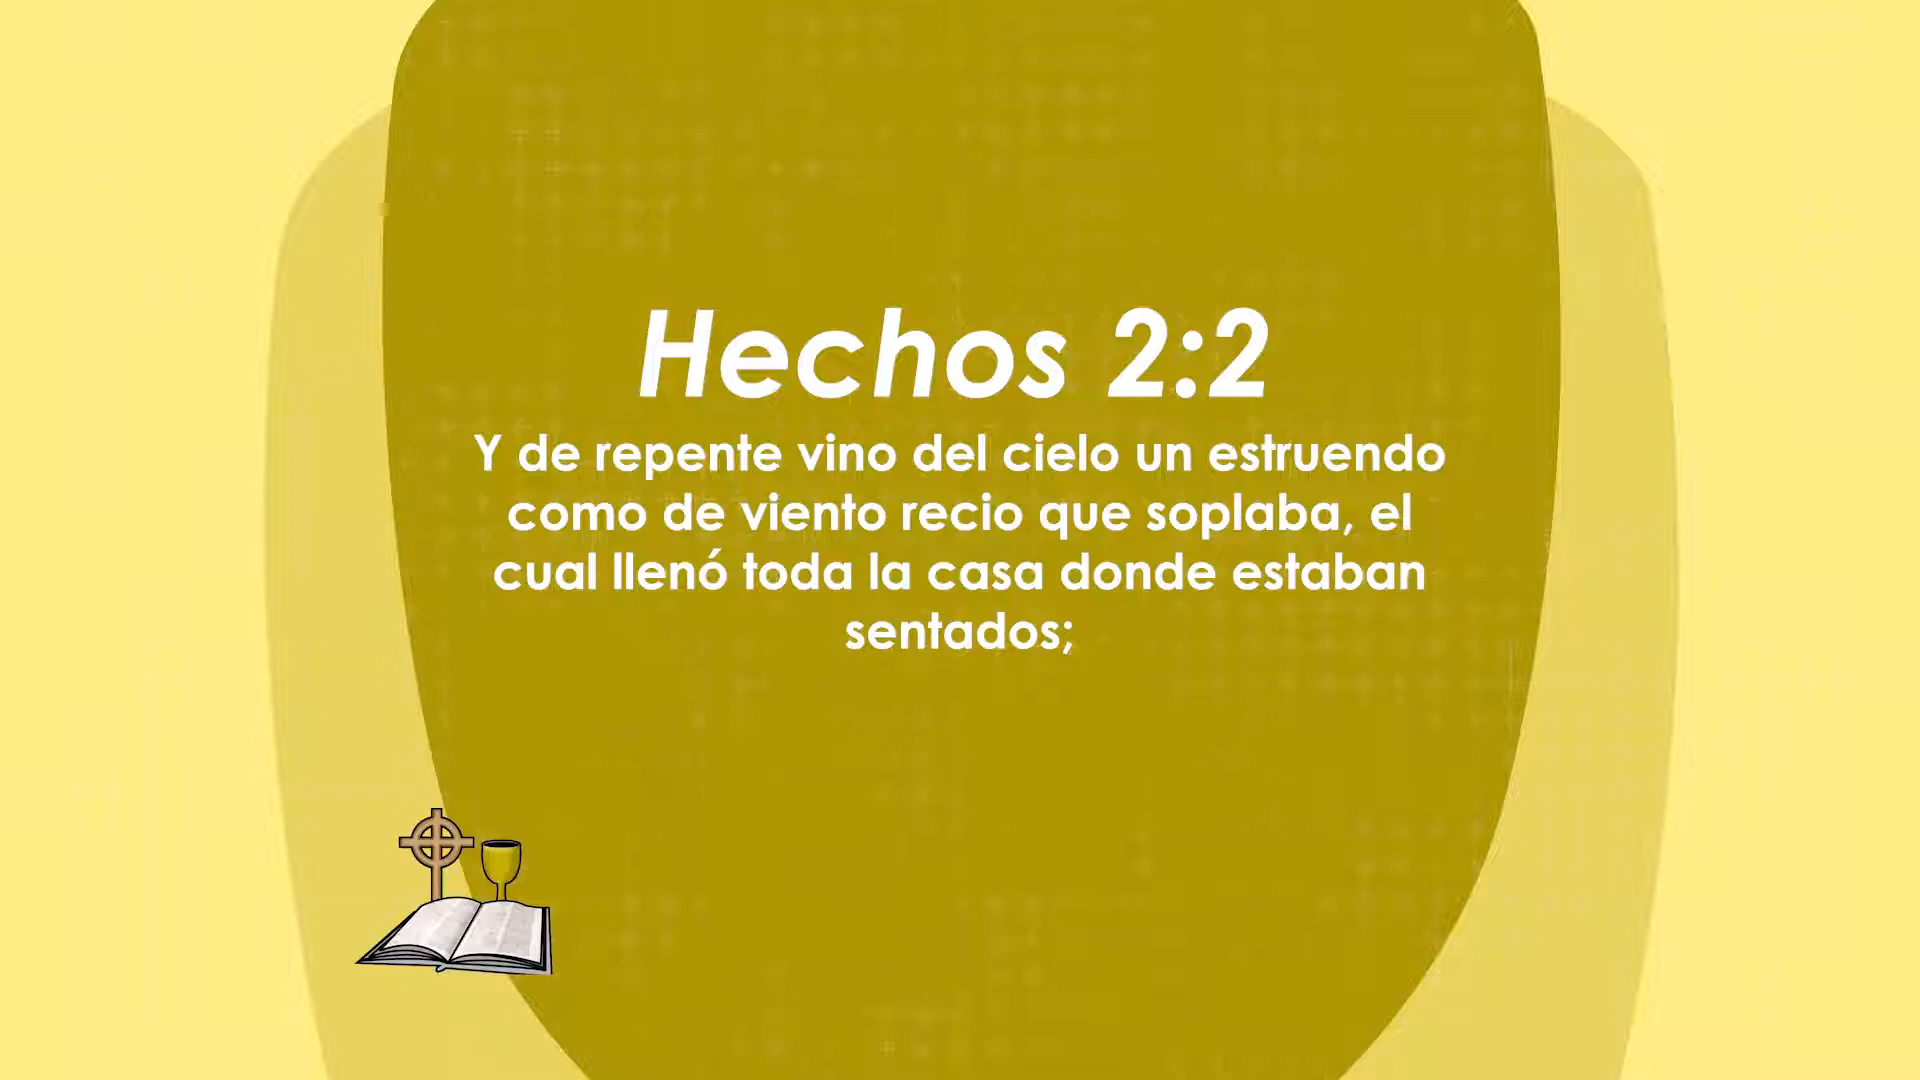 Hechos 2:2
Y de repente vino del cielo un estruendo
como de viento recio que soplaba, el
cual llenó toda la casa donde estaban
sentados;